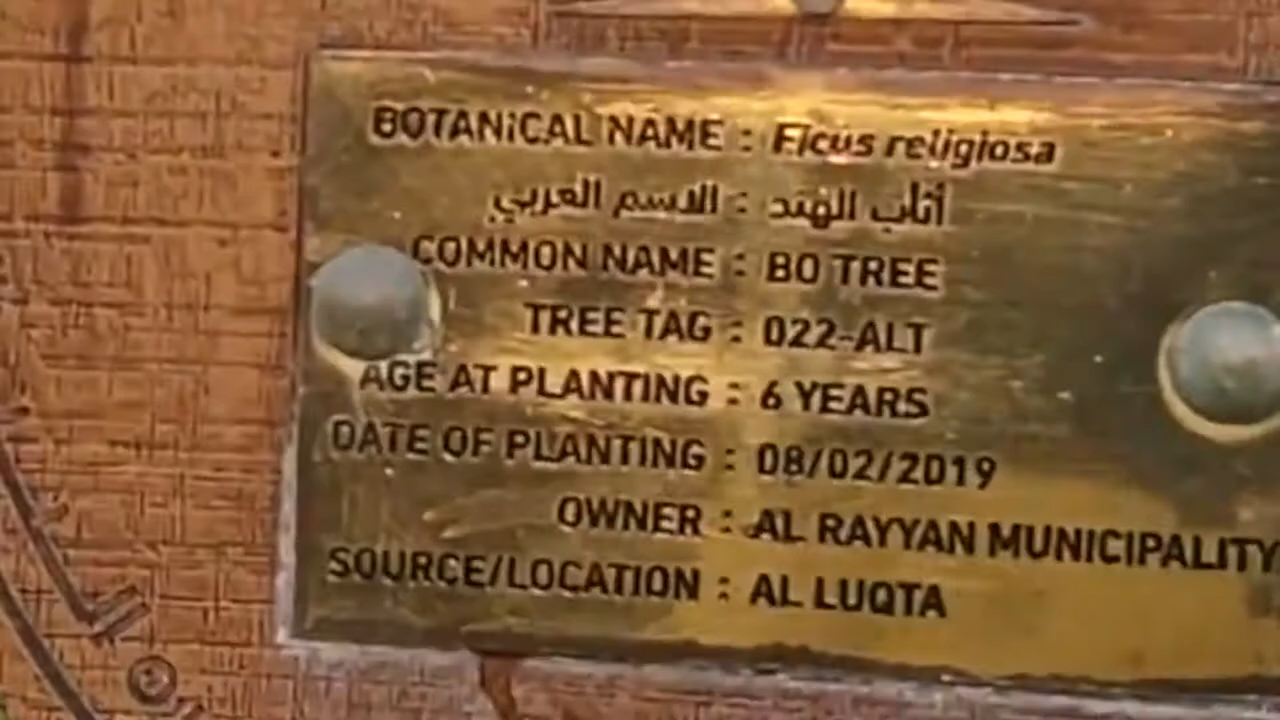 BOTANICAL NAME : Ficus religiosa
الاسم العربي : أثأب الهند
COMMON NAME : BO TREE
TREE TAG : 022-ALT
AGE AT PLANTING : 6 YEARS
DATE OF PLANTING : 08/02/2019
OWNER : AL RAYYAN MUNICIPALITY
SOURCE/LOCATION : AL LUQTA